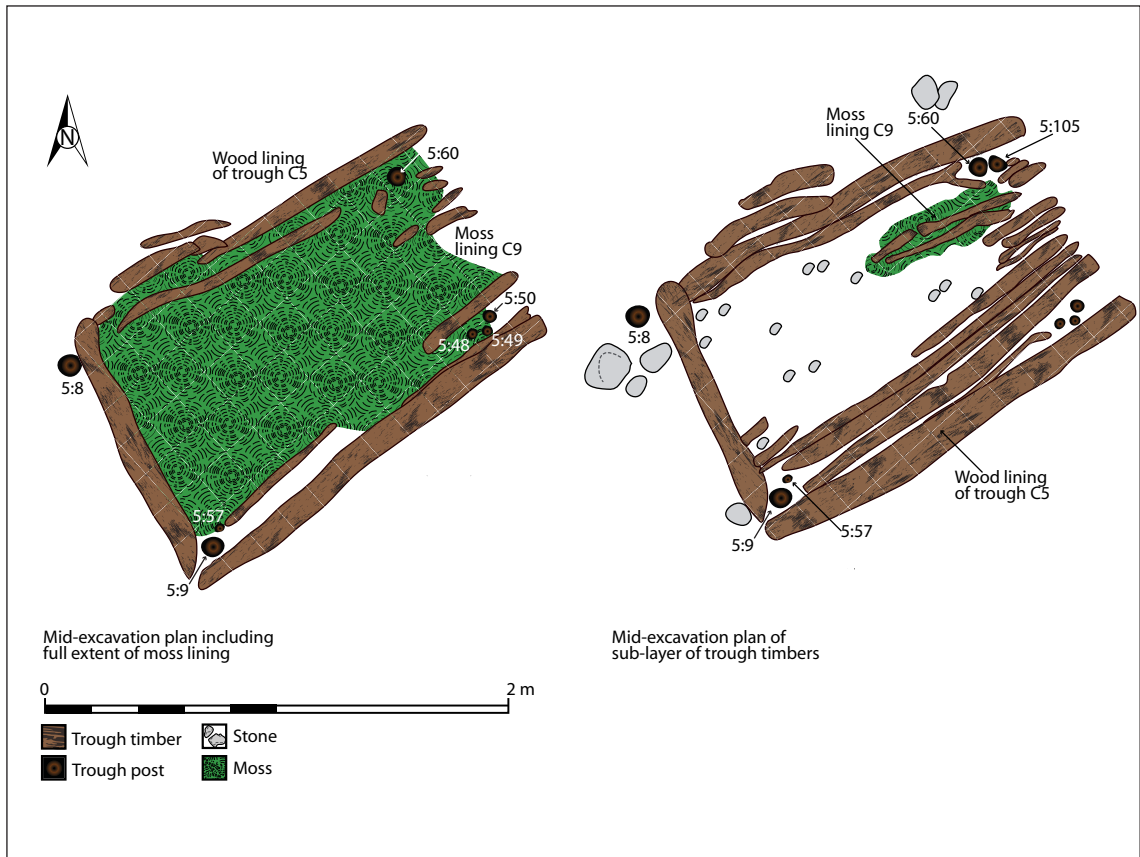 N
Wood lining
of trough C5
5:60
Moss
lining C9
5:50
5:48
5:49
5:8
5:57
5:9
Mid-excavation plan including
full extent of moss lining
Moss
lining C9
5:60
5:105
5:8
Wood lining
of trough C5
5:57
5:9
Mid-excavation plan of
sub-layer of trough timbers
0
2 m
Trough timber
Stone
Trough post
Moss